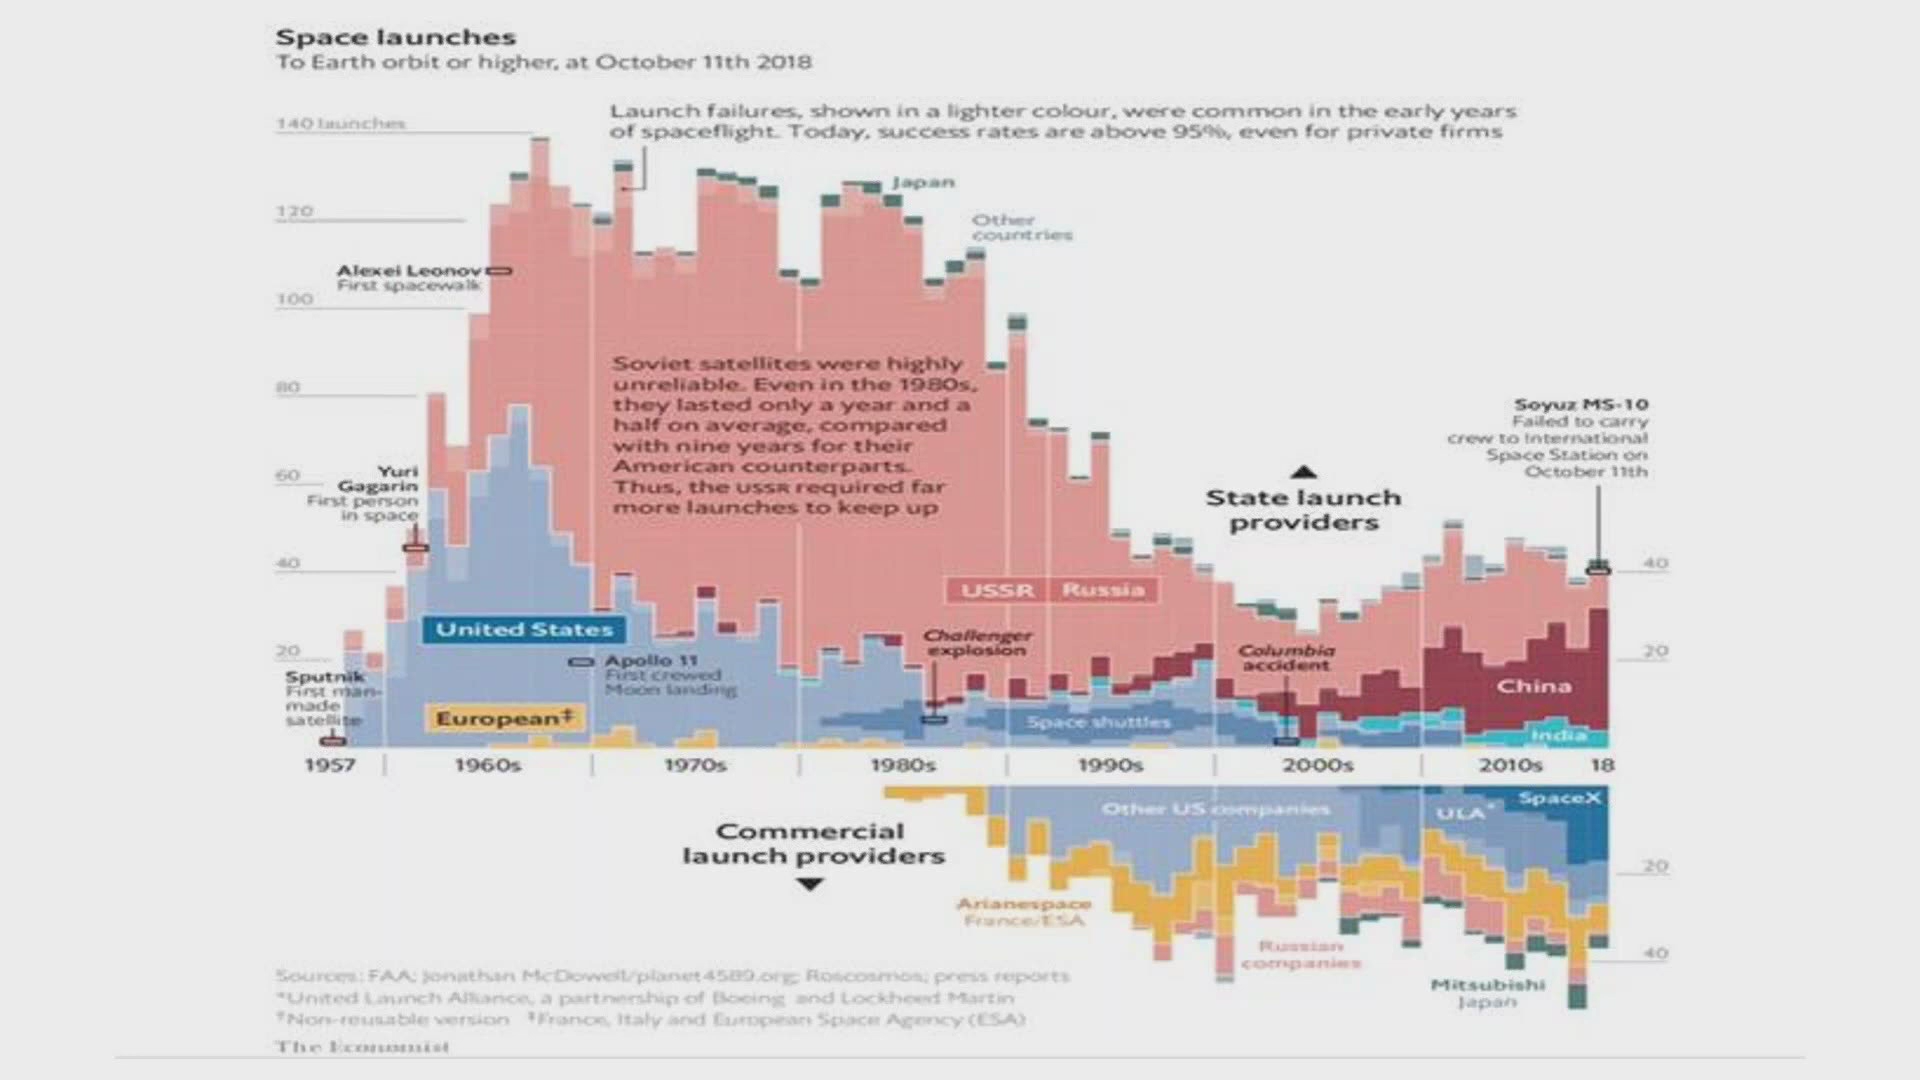 Space launches
To Earth orbit or higher, at October 11th 2018
Launch failures, shown in a lighter colour, were common in the early years
of spaceflight. Today, success rates are above 95%, even for private firms
140 launches
Japan
120
Other
countries
Alexei Leonov
First spacewalk
100
Soviet satellites were highly
unreliable. Even in the 1980s,
they lasted only a year and a
half on average, compared
with nine years for their
American counterparts.
Thus, the USSR required far
more launches to keep up
80
Soyuz MS-10
Failed to carry
crew to International
Space Station on
October 11th
60
Yuri
Gagarin
First person
in space
State launch
providers
40
40
USSR
Russia
United States
Challenger
explosion
Columbia
accident
20
20
Sputnik
First man-
made
satellite
Apollo 11
First crewed
Moon landing
China
European‡
Space shuttles
India
1957
1960s
1970s
1980s
1990s
2000s
2010s
18
SpaceX
Other US companies
ULA*
Commercial
launch providers
20
Arianespace
France/ESA
Russian
companies
40
Mitsubishi
Japan
Sources: FAA; Jonathan McDowell/planet4589.org; Roscosmos; press reports
*United Launch Alliance, a partnership of Boeing and Lockheed Martin
†Non-reusable version ‡France, Italy and European Space Agency (ESA)
The Economist